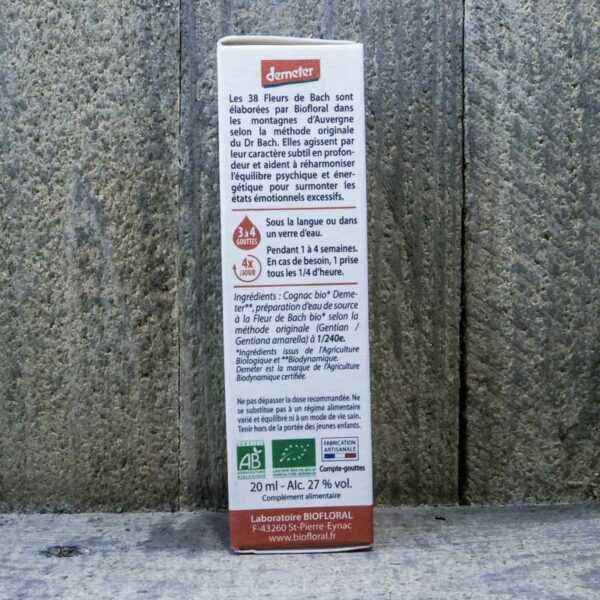 demeter
Les 38 Fleurs de Bach sont
élaborées par Biofloral dans
les montagnes d'Auvergne
selon la méthode originale
du Dr Bach. Elles agissent par
leur caractère subtil en profon-
deur et aident à réharmoniser
l'équilibre psychique et éner-
gétique pour surmonter les
états émotionnels excessifs.
3 à 4
GOUTTES
Sous la langue ou dans
un verre d'eau.
4x
/JOUR
Pendant 1 à 4 semaines.
En cas de besoin, 1 prise
tous les 1/4 d'heure.
Ingrédients : Cognac bio* Deme-
ter**, préparation d'eau de source
à la Fleur de Bach bio* selon la
méthode originale (Gentian /
Gentiana amarella) à 1/240e.
*Ingrédients issus de l'Agriculture
Biologique et **Biodynamique.
Demeter est la marque de l'Agriculture
Biodynamique certifiée.
Ne pas dépasser la dose recommandée. Ne
se substitue pas à un régime alimentaire
varié et équilibré ni à un mode de vie sain.
Tenir hors de la portée des jeunes enfants.
AB
AGRICULTURE
BIOLOGIQUE
FABRICATION
ARTISANALE
Compte-gouttes
20 ml - Alc. 27 % vol.
Complément alimentaire
Laboratoire BIOFLORAL
F-43260 St-Pierre-Eynac
www.biofloral.fr